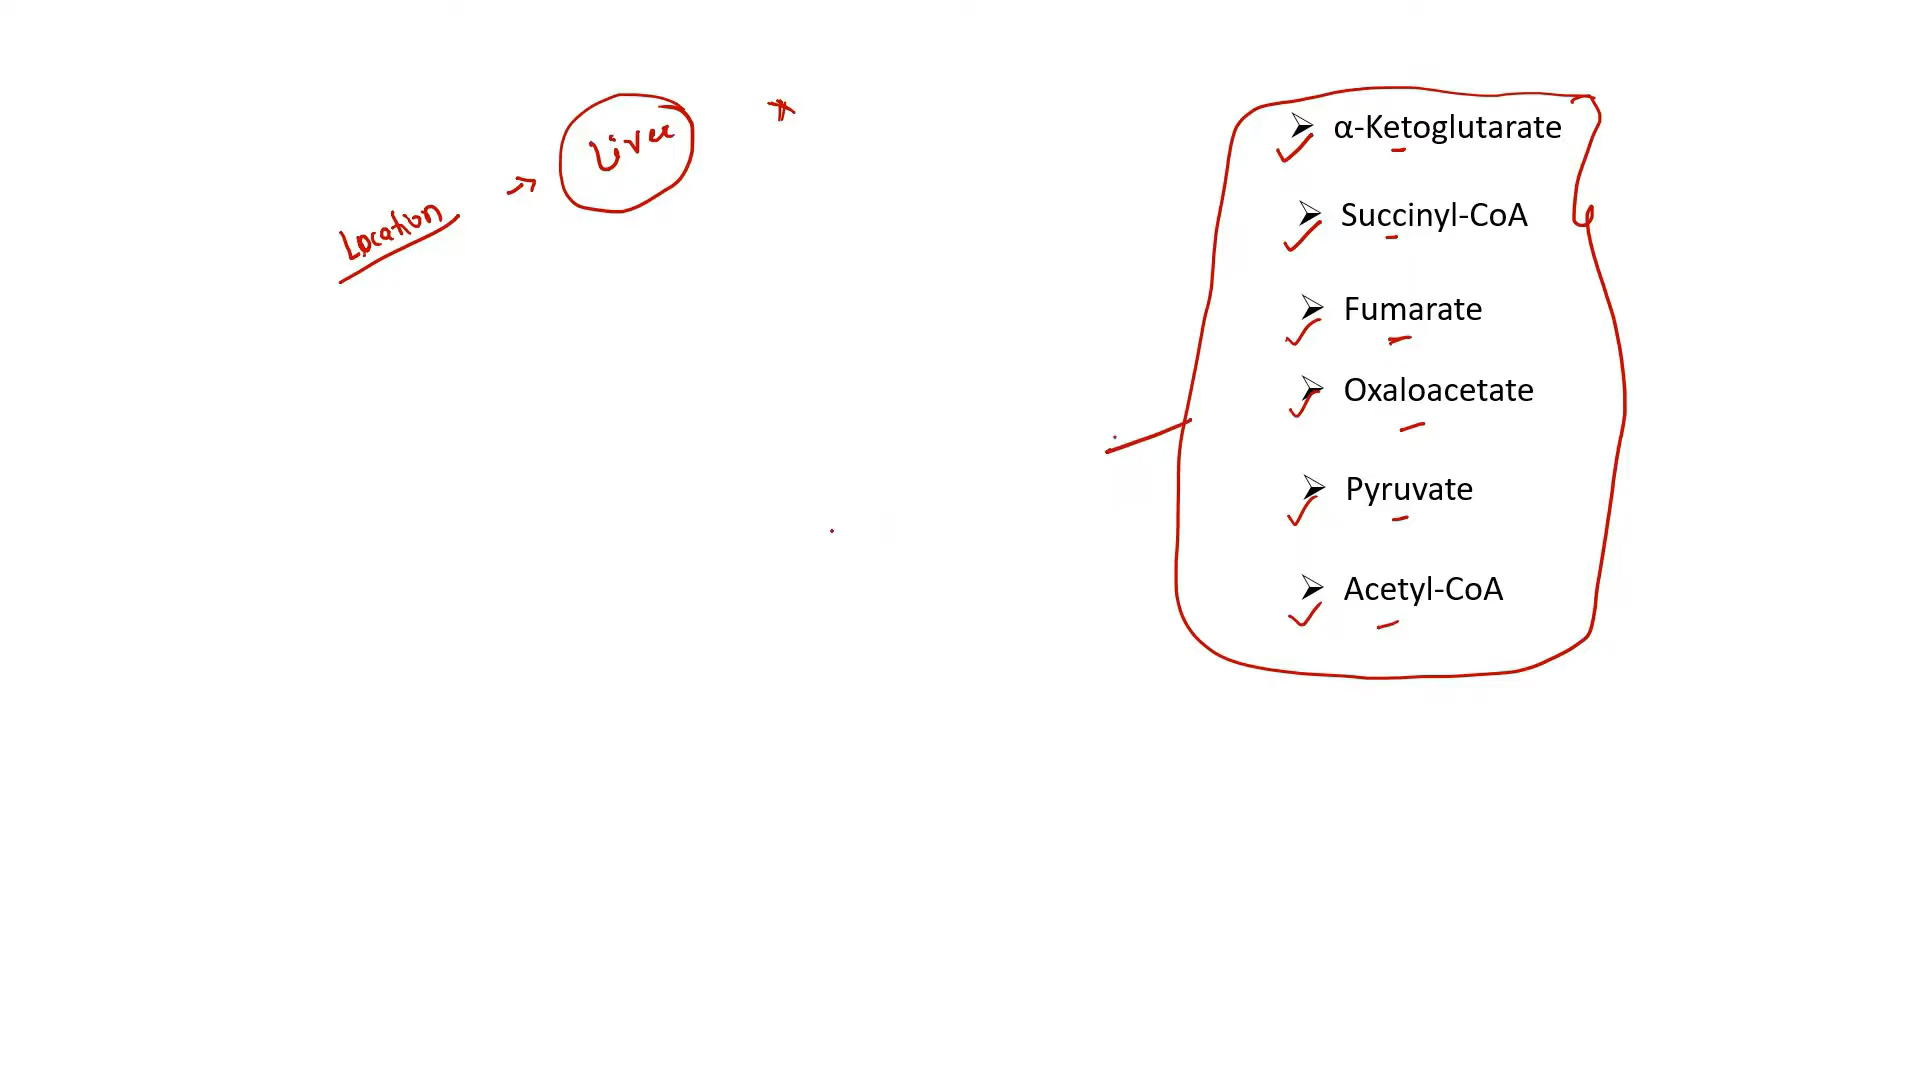 Liver
Location →
➢ α-Ketoglutarate
➢ Succinyl-CoA
➢ Fumarate
➢ Oxaloacetate
➢ Pyruvate
➢ Acetyl-CoA